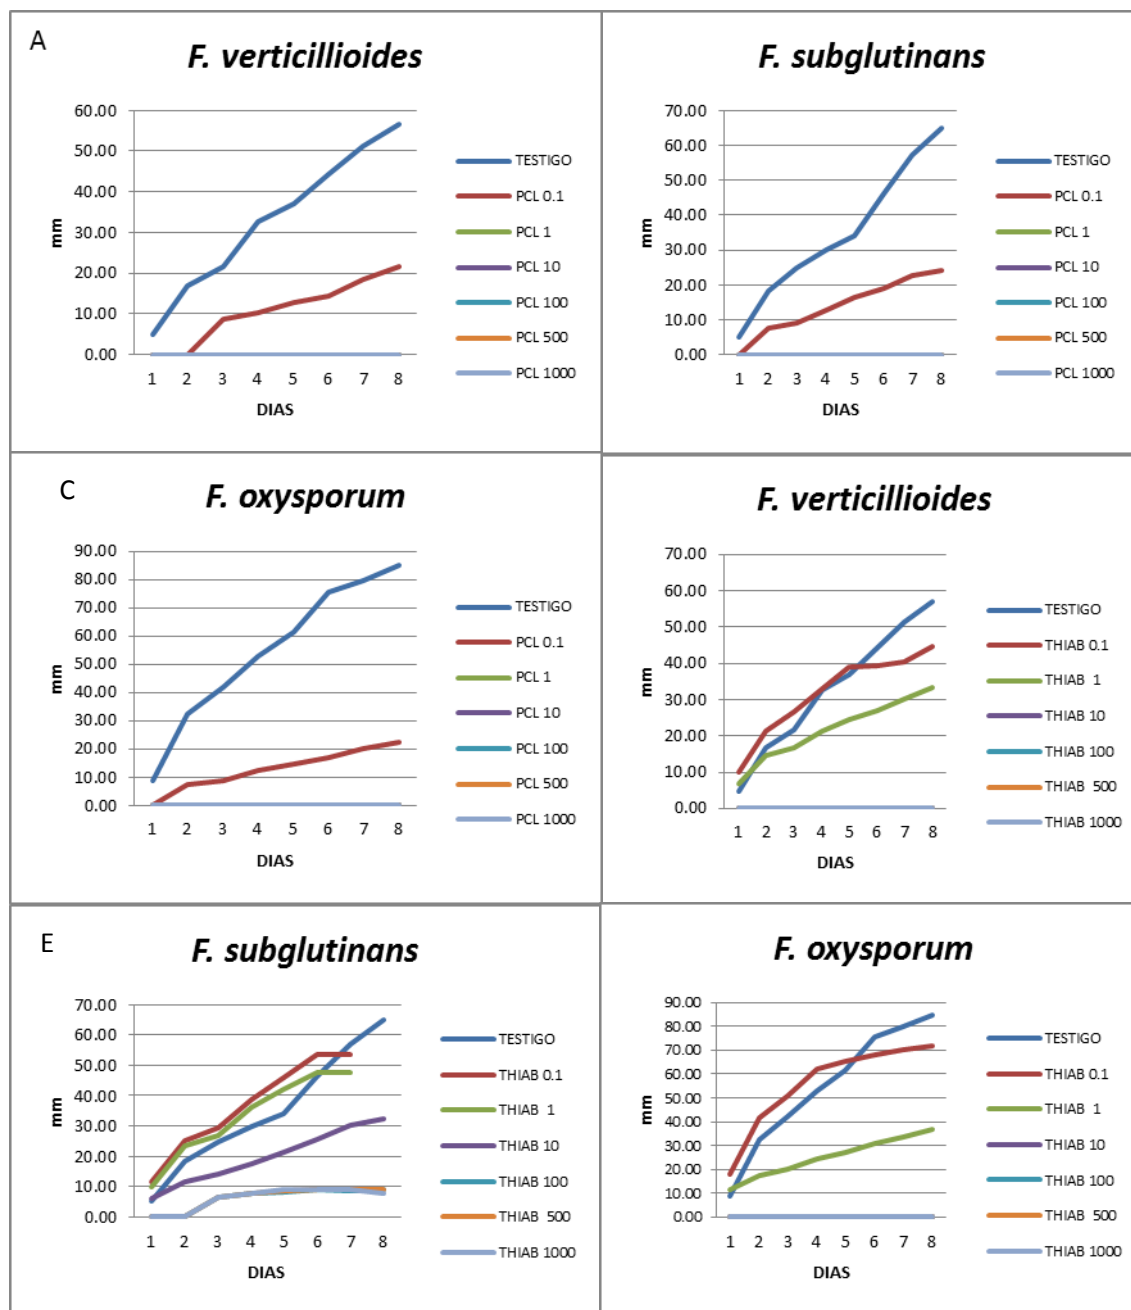 A
F. verticillioides
60.00
50.00
40.00
30.00
20.00
10.00
0.00
mm
1 2 3 4 5 6 7 8
DIAS
TESTIGO
PCL 0.1
PCL 1
PCL 10
PCL 100
PCL 500
PCL 1000
F. subglutinans
70.00
60.00
50.00
40.00
30.00
20.00
10.00
0.00
mm
1 2 3 4 5 6 7 8
DIAS
TESTIGO
PCL 0.1
PCL 1
PCL 10
PCL 100
PCL 500
PCL 1000
C
F. oxysporum
90.00
80.00
70.00
60.00
50.00
40.00
30.00
20.00
10.00
0.00
mm
1 2 3 4 5 6 7 8
DIAS
TESTIGO
PCL 0.1
PCL 1
PCL 10
PCL 100
PCL 500
PCL 1000
F. verticillioides
70.00
60.00
50.00
40.00
30.00
20.00
10.00
0.00
mm
1 2 3 4 5 6 7 8
DIAS
TESTIGO
THIAB 0.1
THIAB 1
THIAB 10
THIAB 100
THIAB 500
THIAB 1000
E
F. subglutinans
70.00
60.00
50.00
40.00
30.00
20.00
10.00
0.00
mm
1 2 3 4 5 6 7 8
DIAS
TESTIGO
THIAB 0.1
THIAB 1
THIAB 10
THIAB 100
THIAB 500
THIAB 1000
F. oxysporum
90.00
80.00
70.00
60.00
50.00
40.00
30.00
20.00
10.00
0.00
mm
1 2 3 4 5 6 7 8
DIAS
TESTIGO
THIAB 0.1
THIAB 1
THIAB 10
THIAB 100
THIAB 500
THIAB 1000